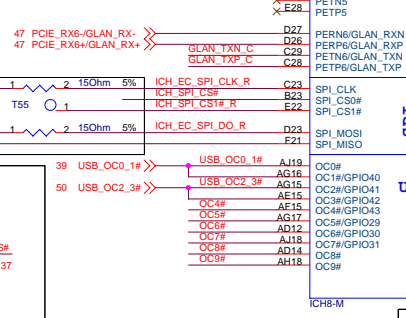 PETN5
E28 PETP5
47 PCIE_RX6-/GLAN_RX- D27 PERN6/GLAN_RXN
47 PCIE_RX6+/GLAN_RX+ D26 PERP6/GLAN_RXP
GLAN_TXN_C C29 PETN6/GLAN_TXN
GLAN_TXP_C C28 PETP6/GLAN_TXP
1 2 15Ohm 5% ICH_EC_SPI_CLK_R C23 SPI_CLK
ICH_SPI_CS# B23 SPI_CS0#
T55 1 ICH_SPI_CS1#_R E22 SPI_CS1#
1 2 15Ohm 5% ICH_EC_SPI_DO_R D23 SPI_MOSI
F21 SPI_MISO
39 USB_OC0_1# USB_OC0_1# AJ19 OC0#
AG16 OC1#/GPIO40
50 USB_OC2_3# USB_OC2_3# AG15 OC2#/GPIO41
AE15 OC3#/GPIO42
OC4# AF15 OC4#/GPIO43
OC5# AG17 OC5#/GPIO29
OC6# AD12 OC6#/GPIO30
OC7# AJ18 OC7#/GPIO31
OC8# AD14 OC8#
OC9# AH18 OC9#
S#
37
ICH8-M